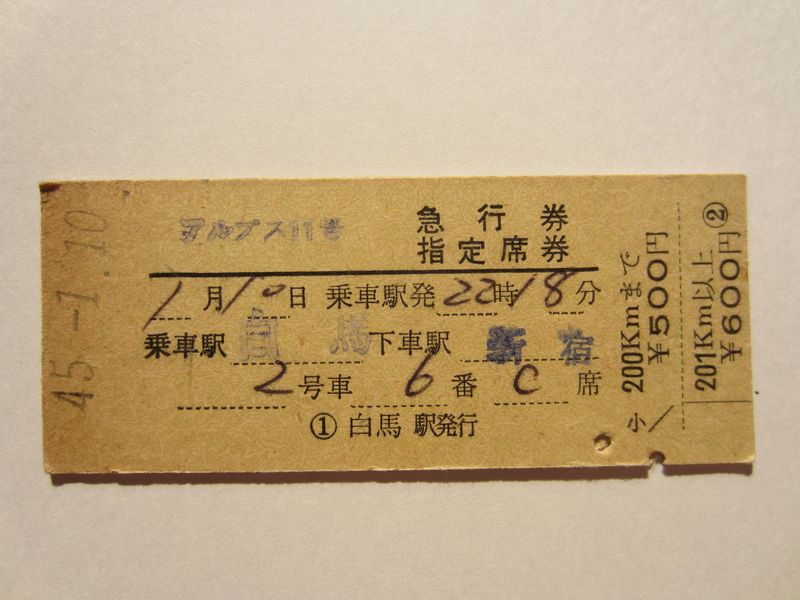 45-1.10
アルプス11号
急行券
指定席券
1月10日 乗車駅発22時18分
乗車駅 白馬 下車駅 新宿
2号車 6番 C席
① 白馬 駅発行
200Kmまで
¥500円
小
201Km以上
¥600円
②